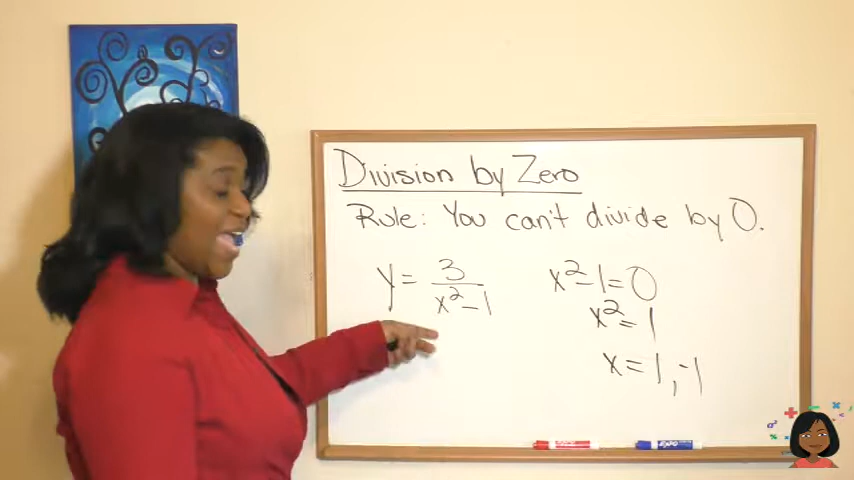 Division by Zero
Rule: You can't divide by 0.
y = 3/(x²-1)
x²-1=0
x²=1
x=1,-1
EXPO